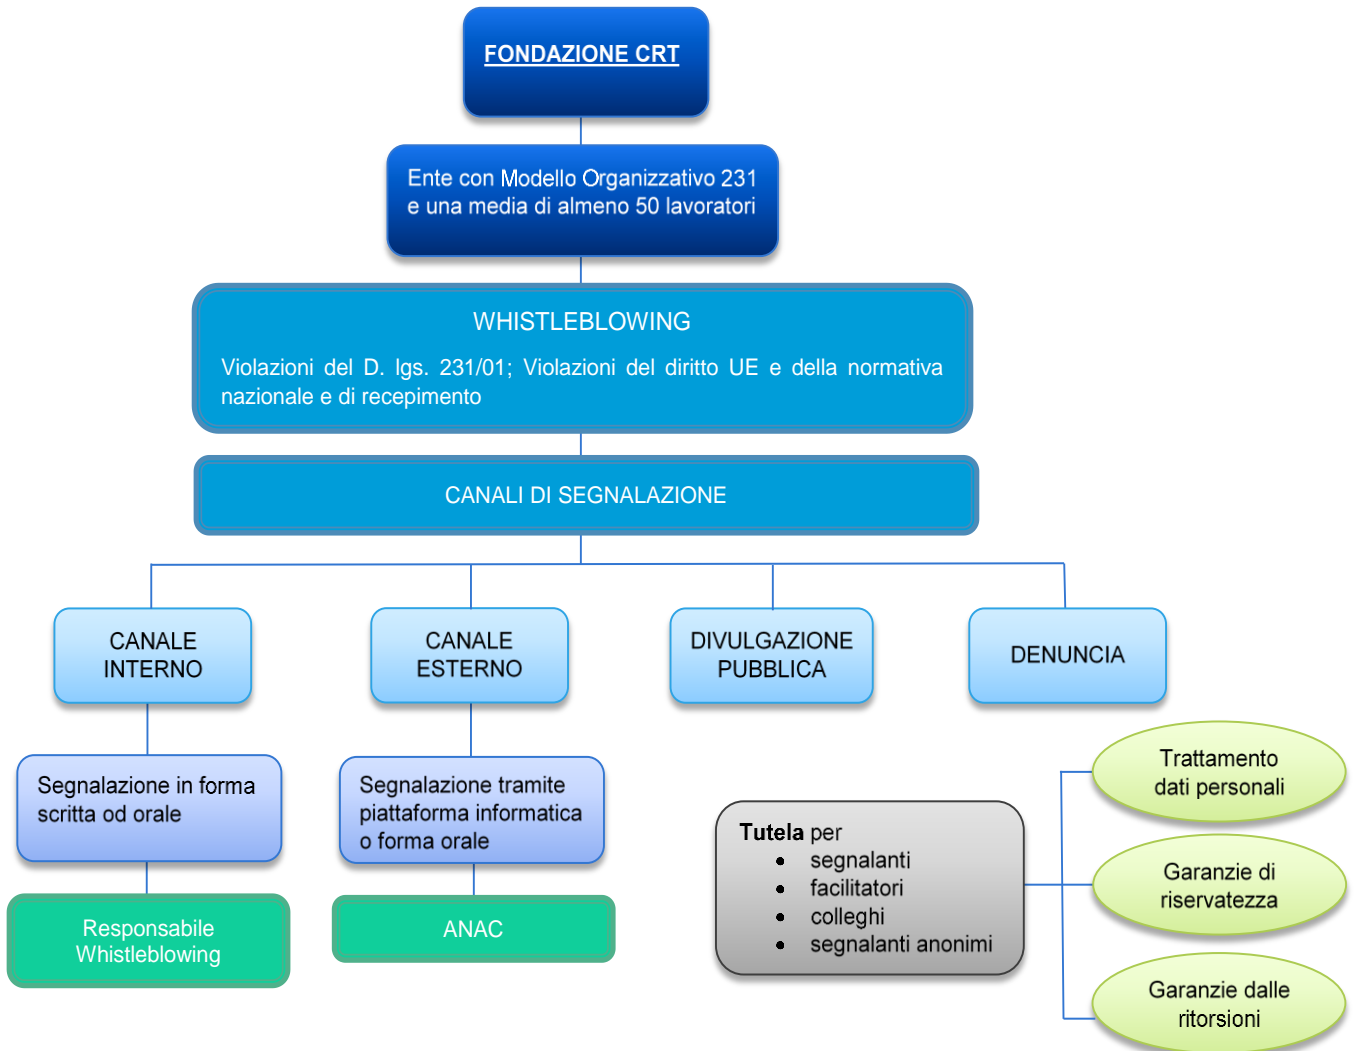 FONDAZIONE CRT
Ente con Modello Organizzativo 231
e una media di almeno 50 lavoratori
WHISTLEBLOWING
Violazioni del D. lgs. 231/01; Violazioni del diritto UE e della normativa
nazionale e di recepimento
CANALI DI SEGNALAZIONE
CANALE
INTERNO
CANALE
ESTERNO
DIVULGAZIONE
PUBBLICA
DENUNCIA
Segnalazione in forma
scritta od orale
Segnalazione tramite
piattaforma informatica
o forma orale
Responsabile
Whistleblowing
ANAC
Tutela per
• segnalanti
• facilitatori
• colleghi
• segnalanti anonimi
Trattamento
dati personali
Garanzie di
riservatezza
Garanzie dalle
ritorsioni